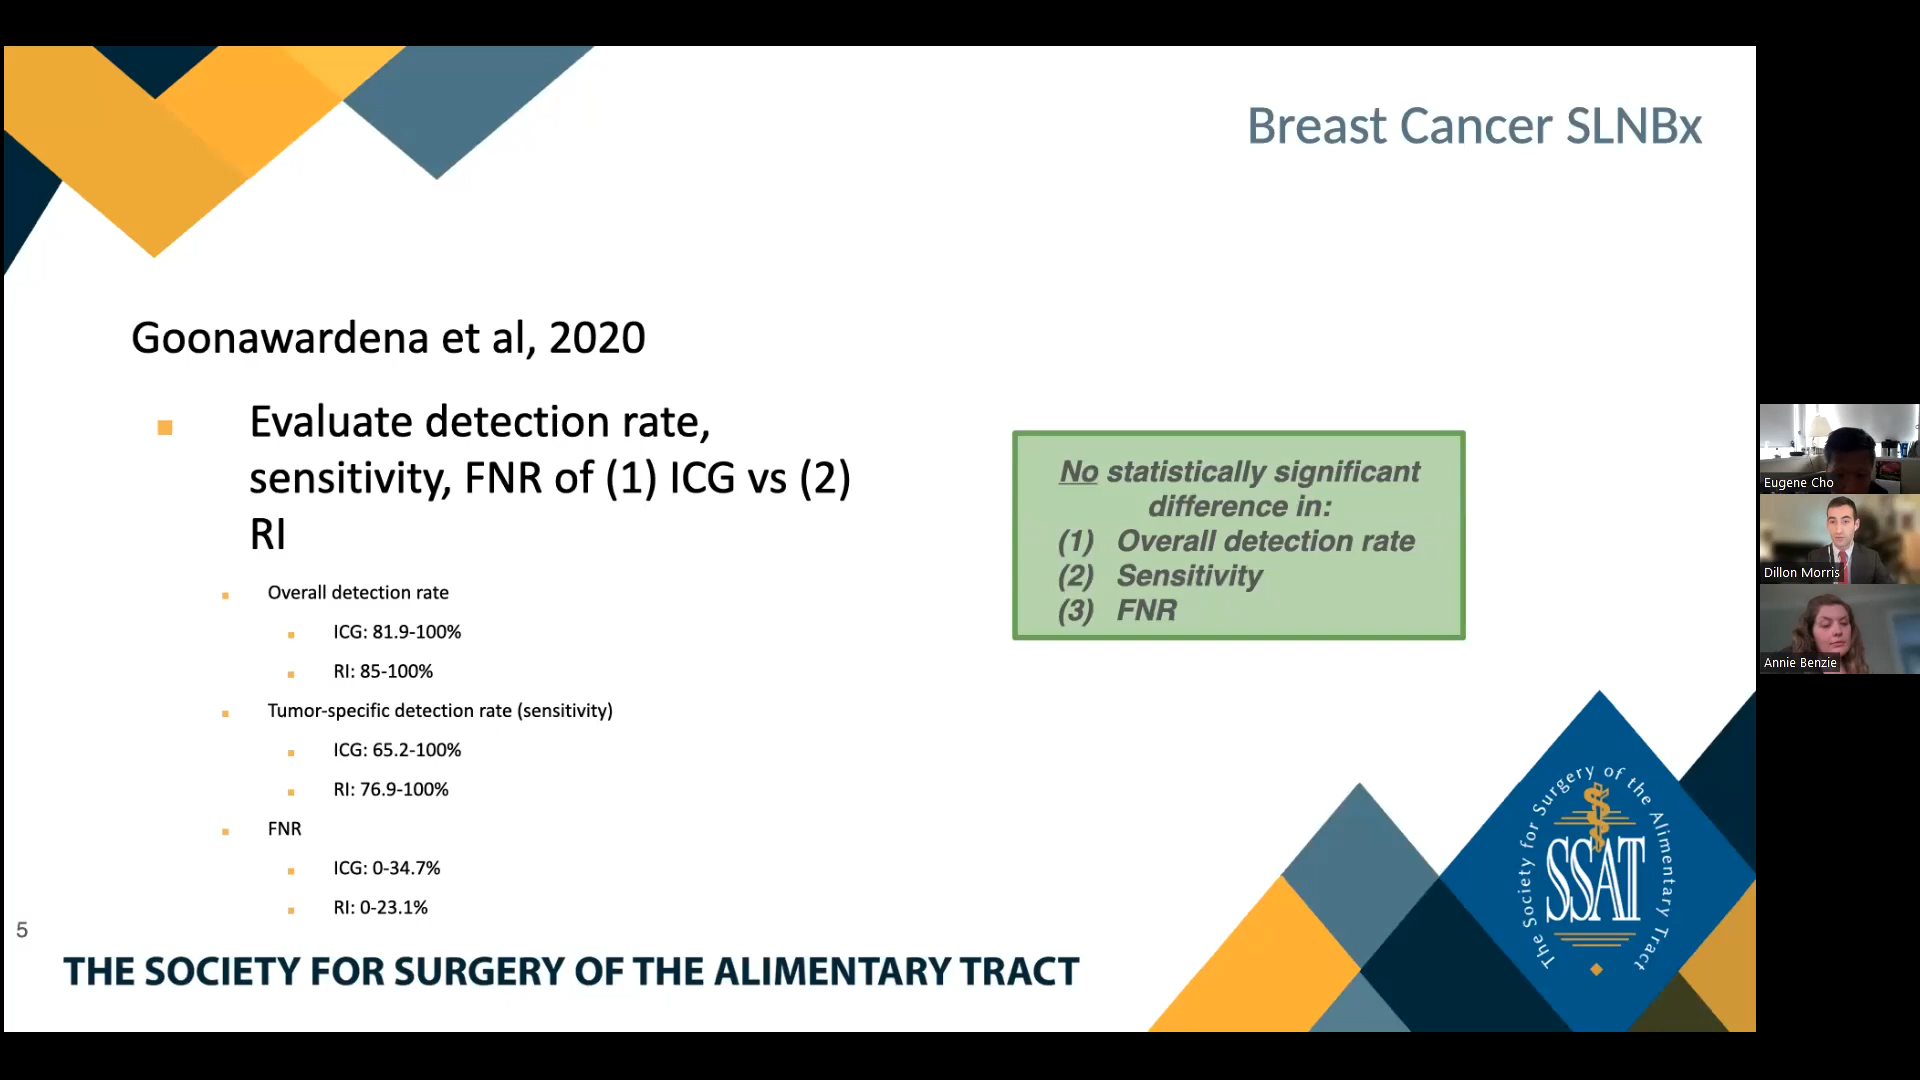 Breast Cancer SLNBx
Goonawardena et al, 2020
Evaluate detection rate,
sensitivity, FNR of (1) ICG vs (2)
RI
Overall detection rate
ICG: 81.9-100%
RI: 85-100%
Tumor-specific detection rate (sensitivity)
ICG: 65.2-100%
RI: 76.9-100%
FNR
ICG: 0-34.7%
RI: 0-23.1%
No statistically significant
difference in:
(1) Overall detection rate
(2) Sensitivity
(3) FNR
Eugene Cho
Dillon Morris
Annie Benzie
The Society for Surgery of the Alimentary Tract
SSAT
5
THE SOCIETY FOR SURGERY OF THE ALIMENTARY TRACT